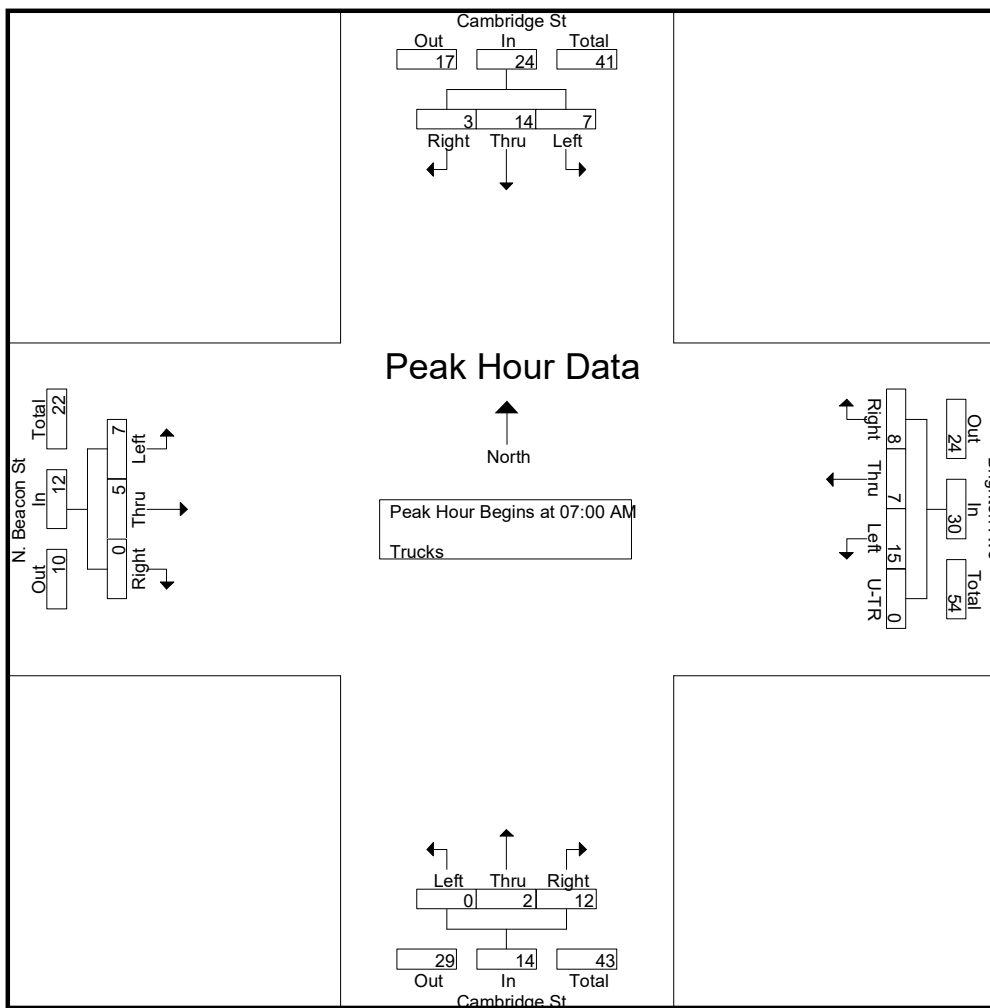 Cambridge St
Out In Total
17 24 41
3 14 7
Right Thru Left
Peak Hour Data
North
Peak Hour Begins at 07:00 AM
Trucks
N. Beacon St
Out In Total
10 12 22
7 5 0
Left Thru Right
Right Thru Left U-TR
8 7 15 0
Out In Total
24 30 54
Left Thru Right
0 2 12
29 14 43
Out In Total
Cambridge St